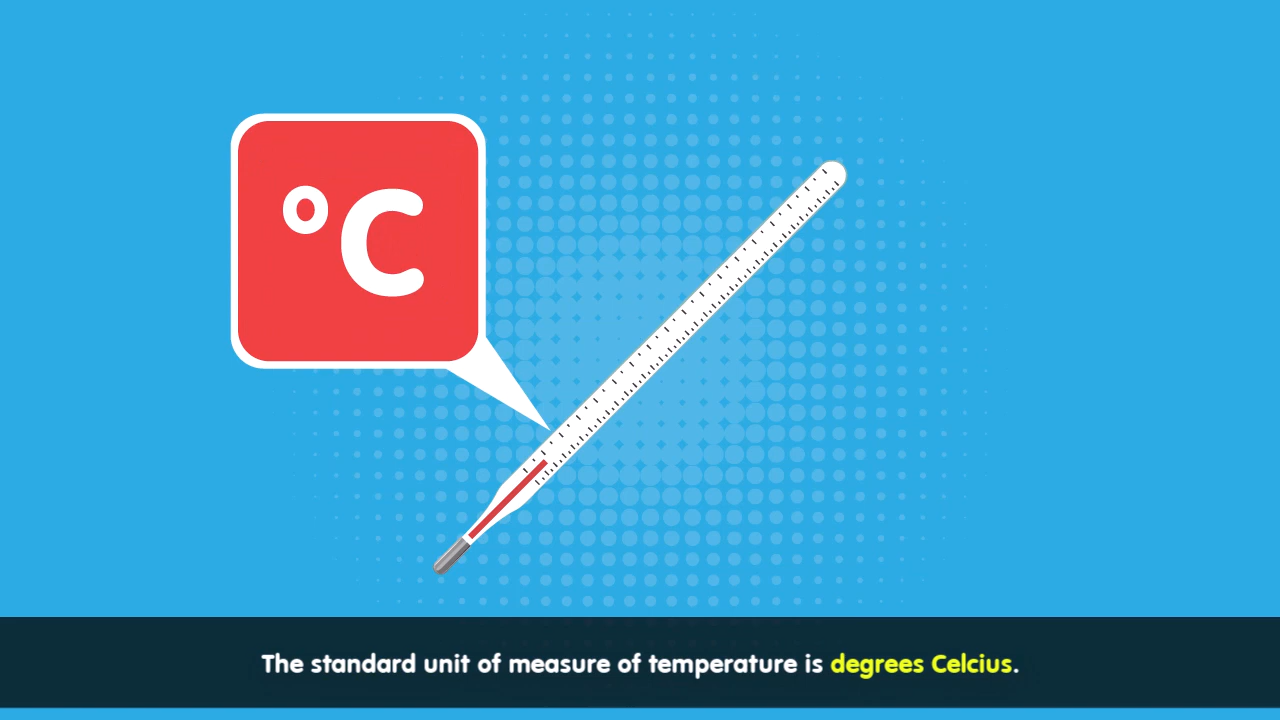 °C
The standard unit of measure of temperature is degrees Celcius.